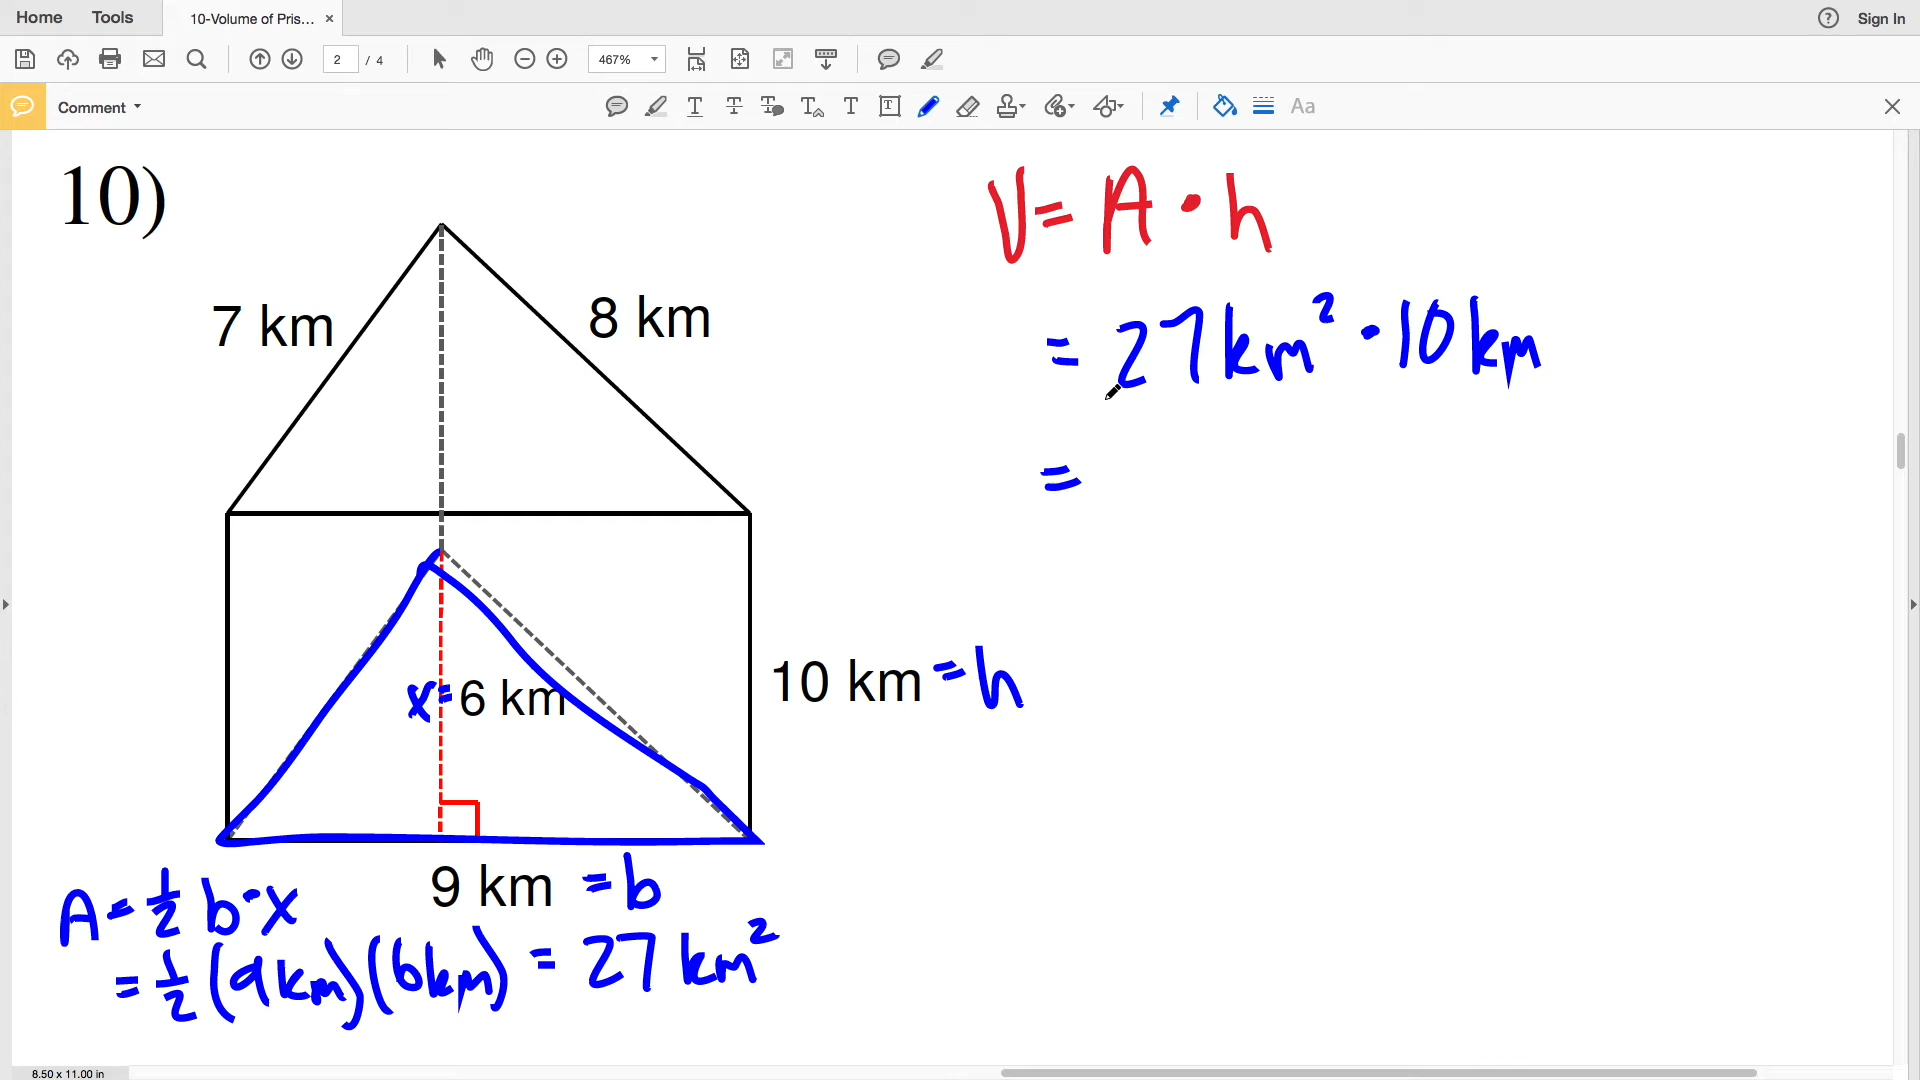 Home Tools 10-Volume of Pris... × ? Sign In
2 / 4 467%
Comment T T T T T T Aa
10)
V = A • h
7 km 8 km
= 27 km² • 10 km
=
x = 6 km
10 km = h
9 km = b
A = 1/2 b • x
= 1/2 (9 km)(6 km) = 27 km²
8.50 x 11.00 in